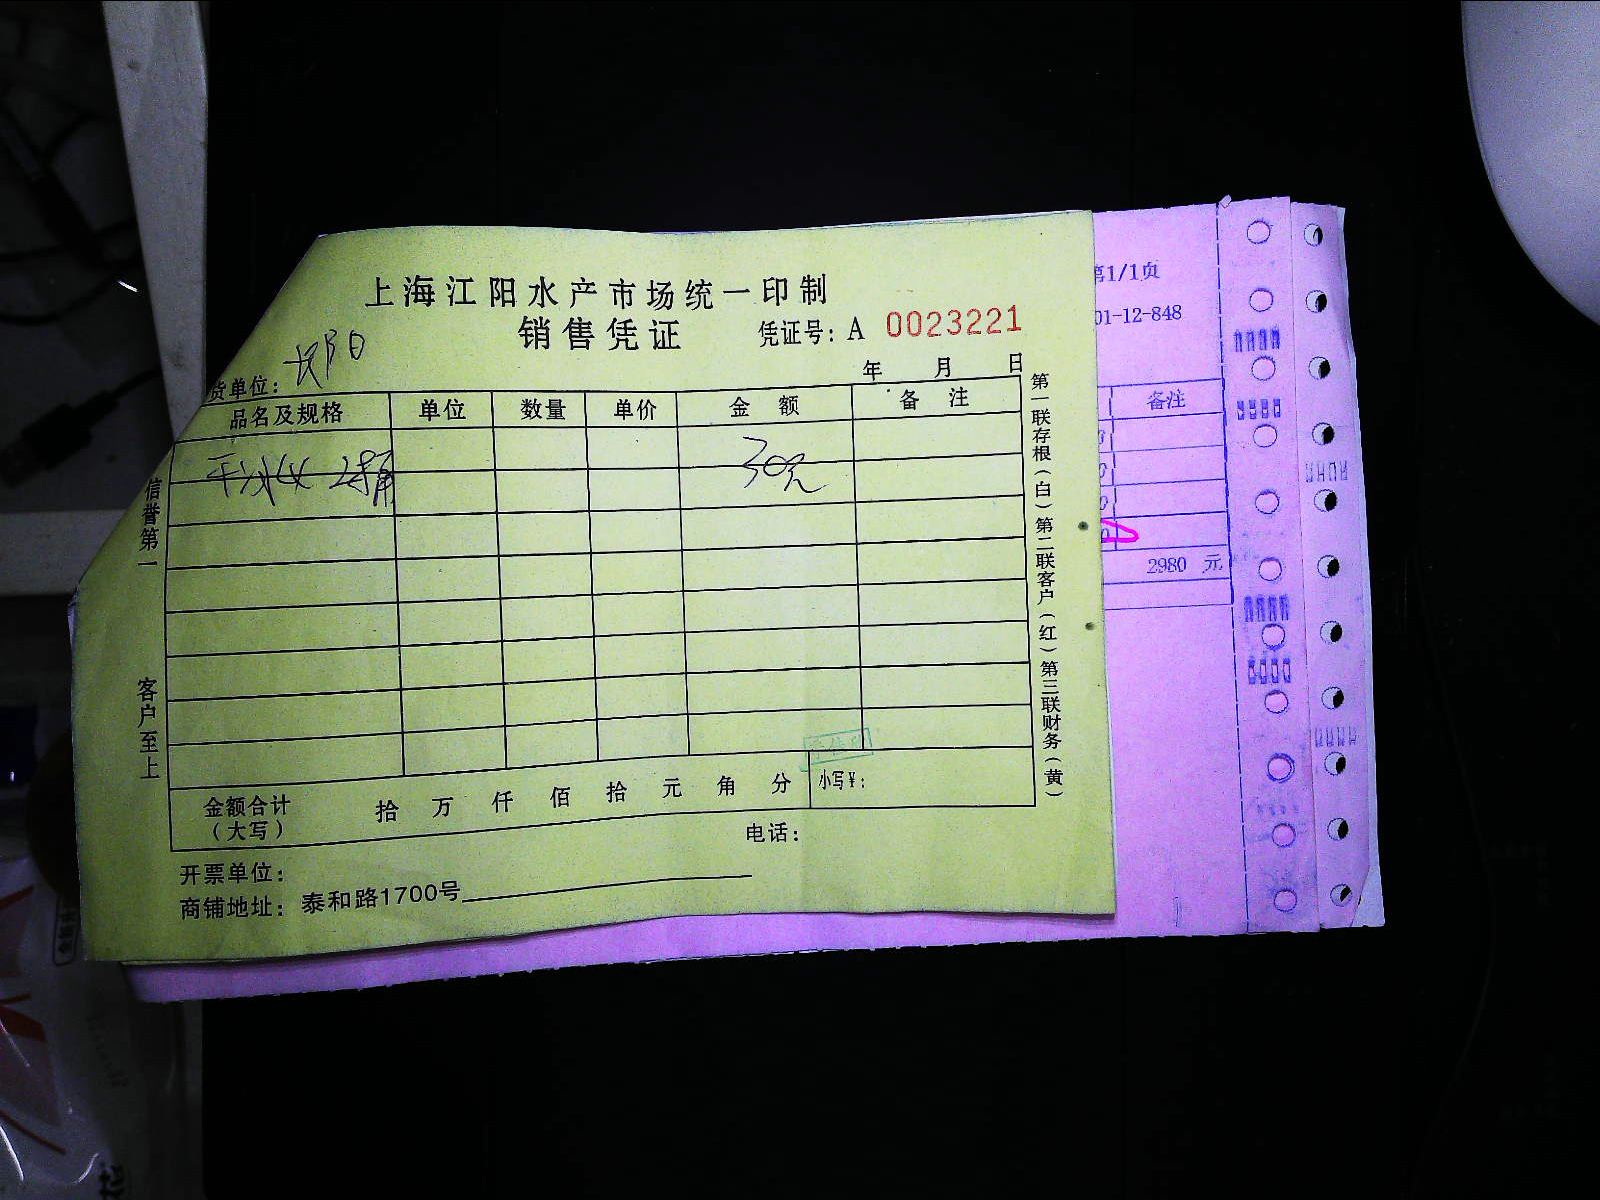 上海江阳水产市场统一印制
销售凭证
凭证号: A 0023221
年 月 日
货单位:
品名及规格 单位 数量 单价 金额 备注
30元
金额合计(大写) 拾 万 仟 佰 拾 元 角 分 小写¥:
电话:
开票单位:
商铺地址: 泰和路1700号
信誉第一
客户至上
第一联存根(白)第二联客户(红)第三联财务(黄)
第1/1页
01-12-848
备注
2980 元